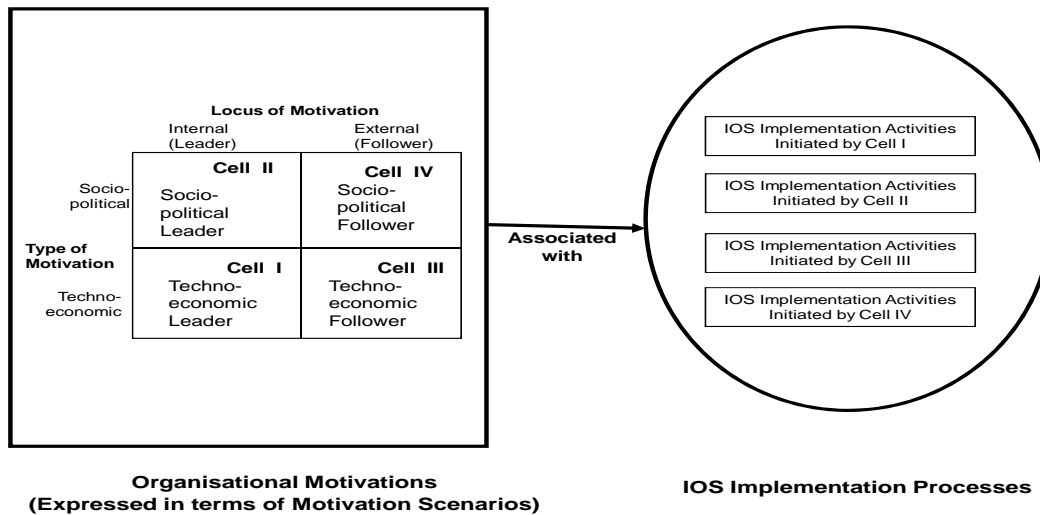 Locus of Motivation
Internal
(Leader)
External
(Follower)
Type of
Motivation
Socio-
political
Techno-
economic
Cell II
Socio-
political
Leader
Cell IV
Socio-
political
Follower
Cell I
Techno-
economic
Leader
Cell III
Techno-
economic
Follower
Associated
with
IOS Implementation Activities
Initiated by Cell I
IOS Implementation Activities
Initiated by Cell II
IOS Implementation Activities
Initiated by Cell III
IOS Implementation Activities
Initiated by Cell IV
Organisational Motivations
(Expressed in terms of Motivation Scenarios)
IOS Implementation Processes